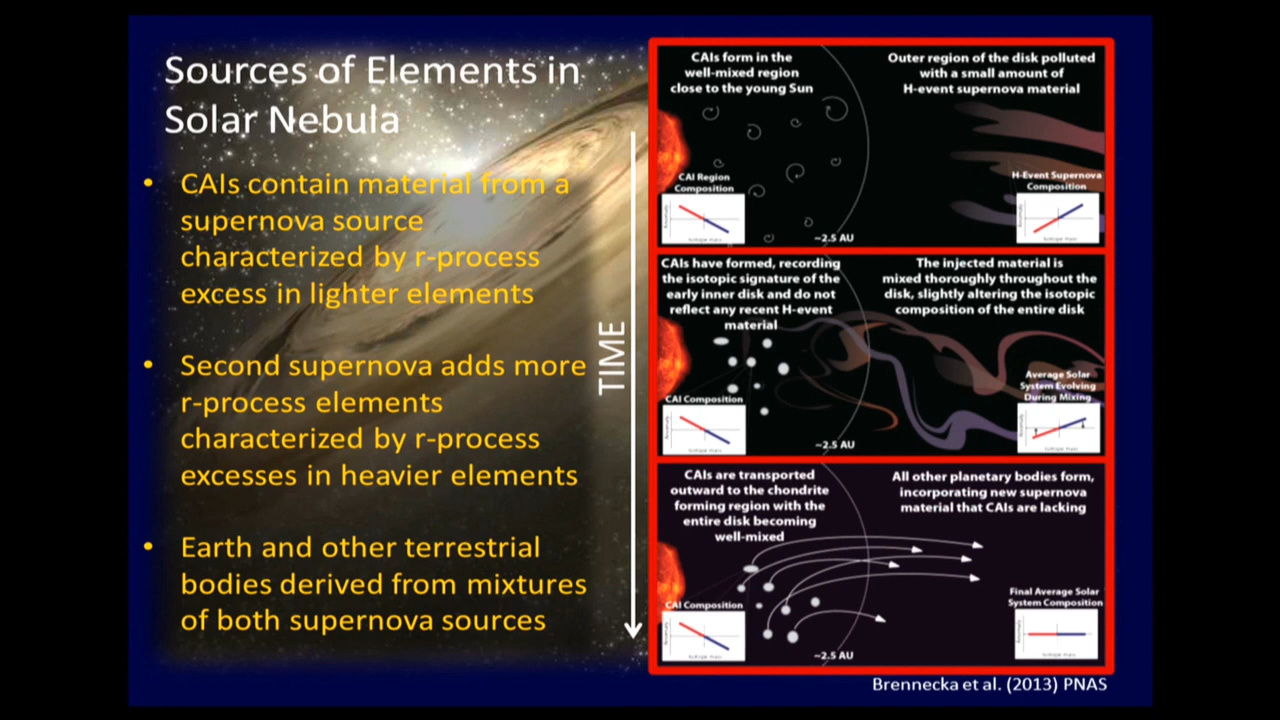 Sources of Elements in
Solar Nebula
• CAIs contain material from a
supernova source
characterized by r-process
excess in lighter elements
• Second supernova adds more
r-process elements
characterized by r-process
excesses in heavier elements
• Earth and other terrestrial
bodies derived from mixtures
of both supernova sources
TIME
CAIs form in the
well-mixed region
close to the young Sun
Outer region of the disk polluted
with a small amount of
H-event supernova material
CAI Region
Composition
H-Event Supernova
Composition
~2.5 AU
CAIs have formed, recording
the isotopic signature of the
early inner disk and do not
reflect any recent H-event
material
The injected material is
mixed thoroughly throughout the
disk, slightly altering the isotopic
composition of the entire disk
CAI Composition
Average Solar
System Evolving
During Mixing
~2.5 AU
CAIs are transported
outward to the chondrite
forming region with the
entire disk becoming
well-mixed
All other planetary bodies form,
incorporating new supernova
material that CAIs are lacking
CAI Composition
Final Average Solar
System Composition
~2.5 AU
Brennecka et al. (2013) PNAS